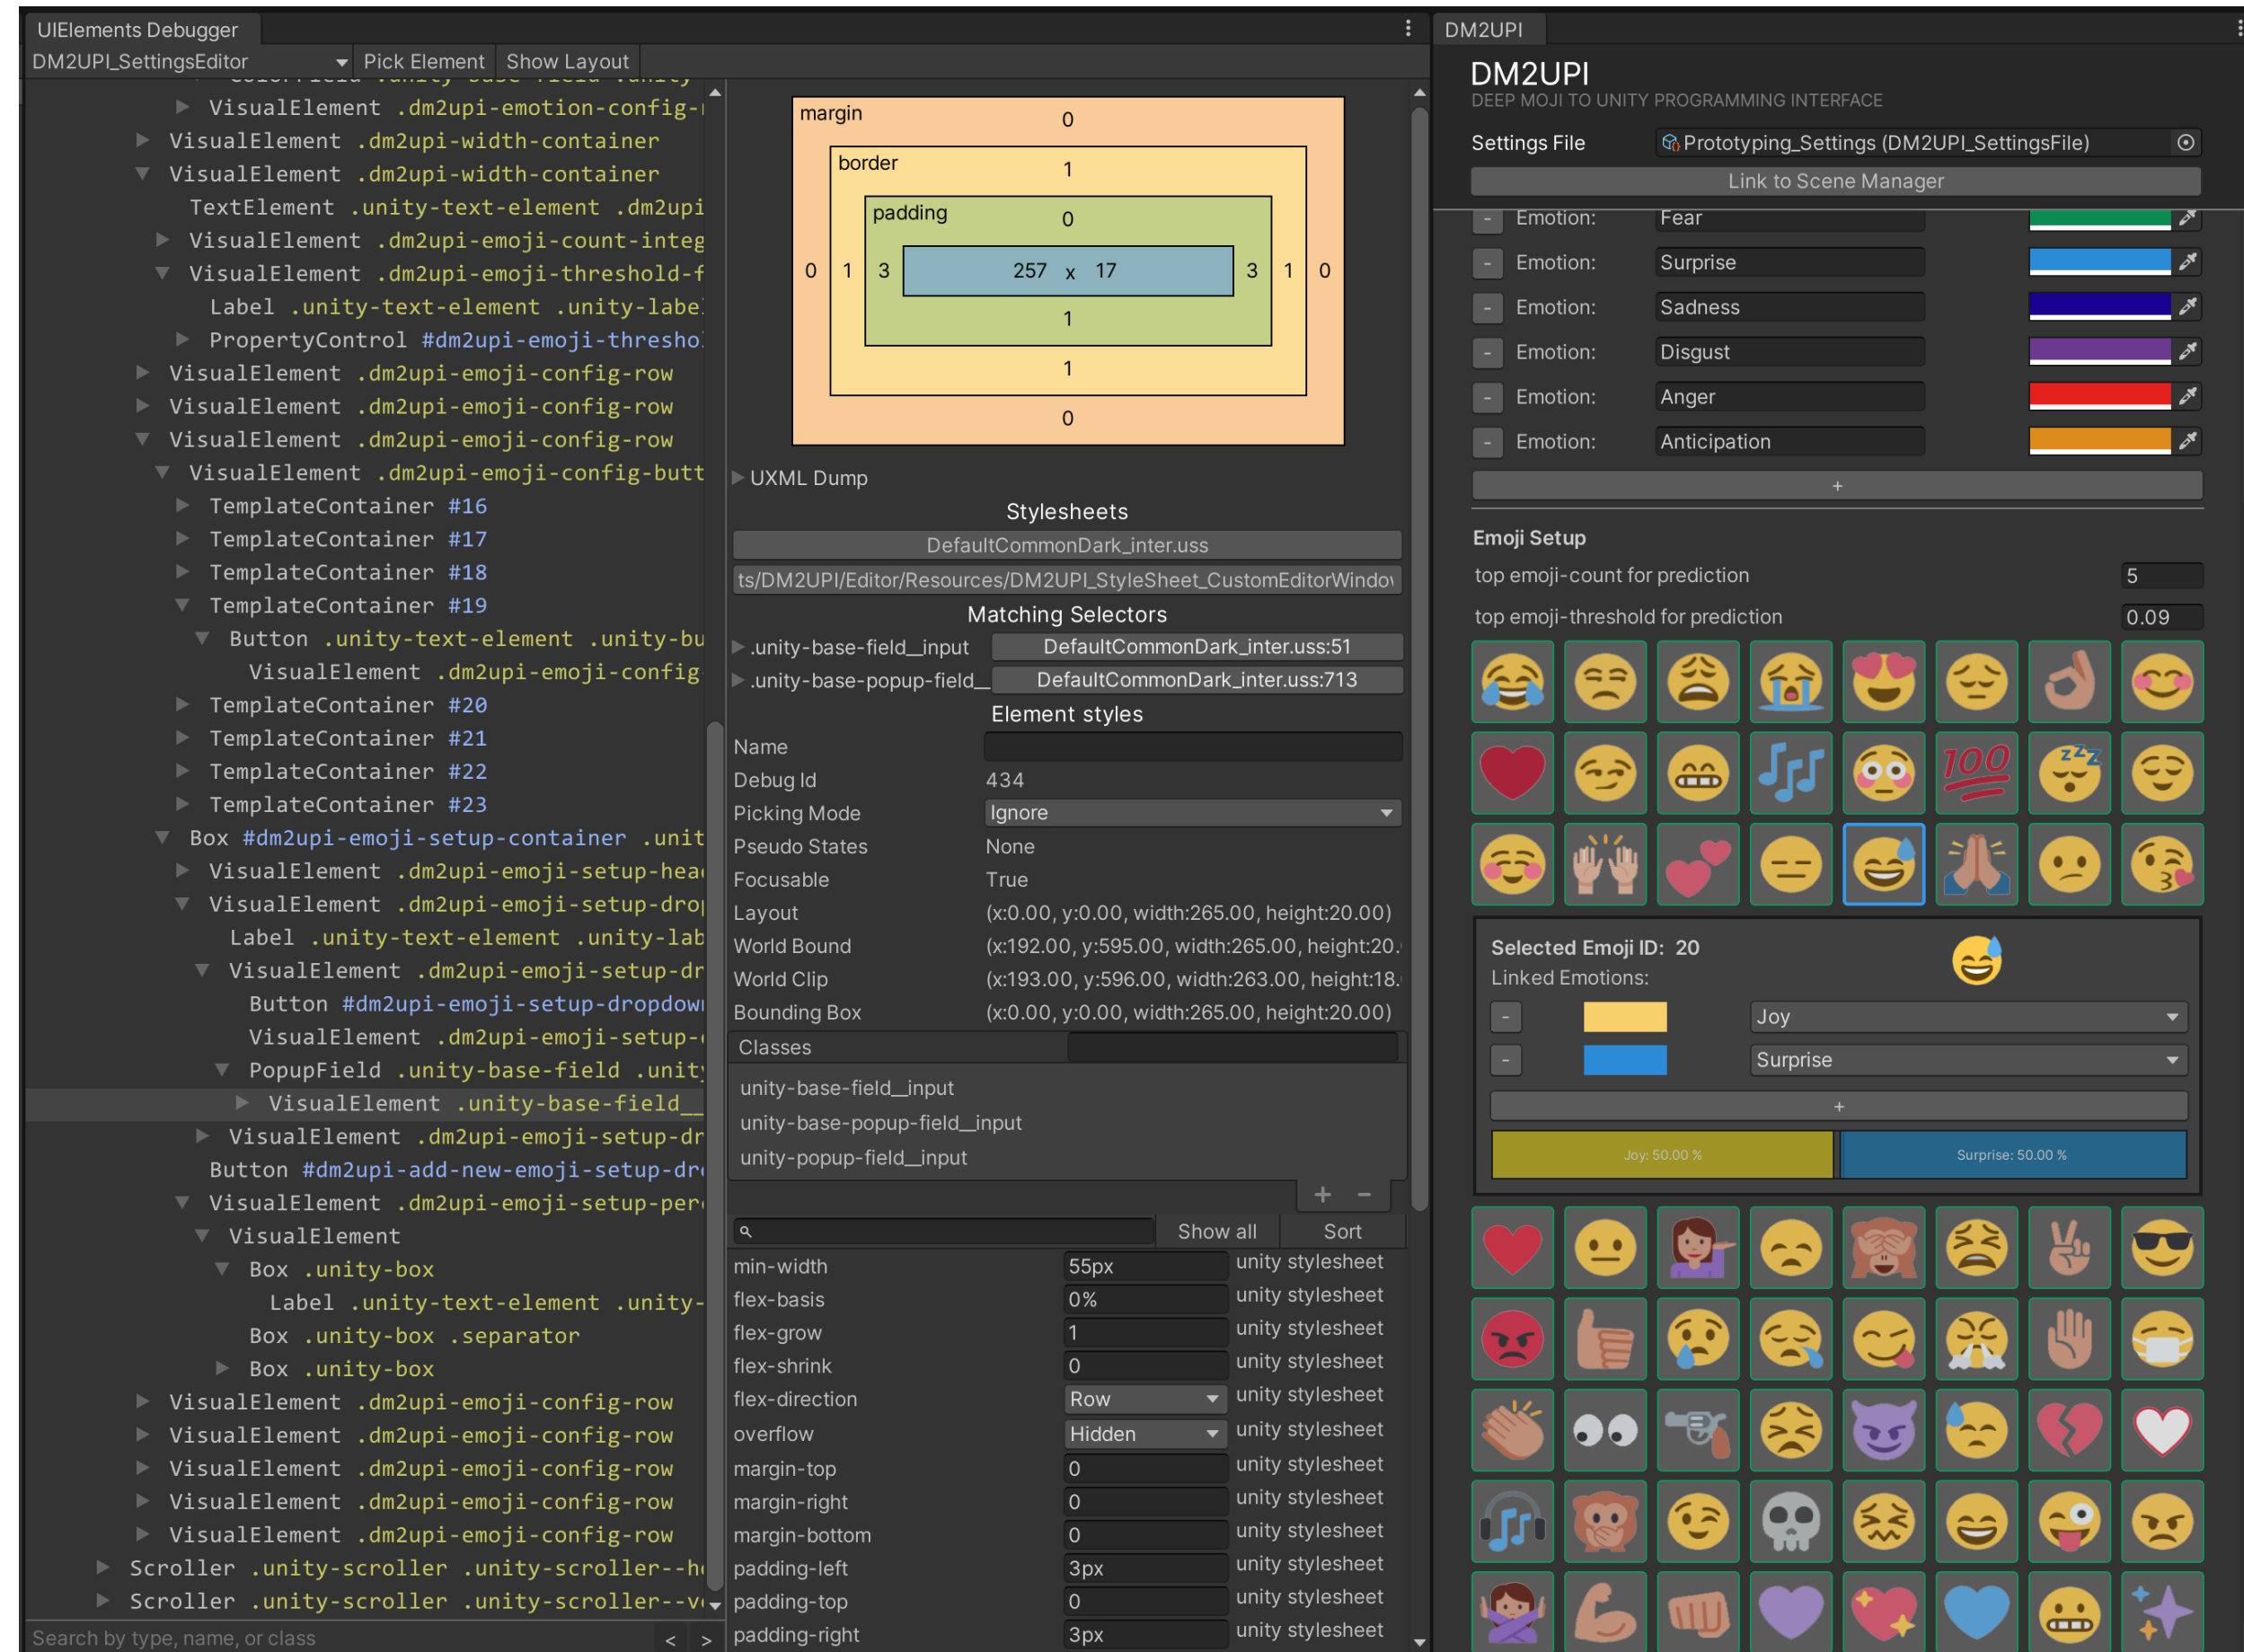 UIElements Debugger
DM2UPI_SettingsEditor
Pick Element
Show Layout
VisualElement .dm2upi-emotion-config-
VisualElement .dm2upi-width-container
VisualElement .dm2upi-width-container
TextElement .unity-text-element .dm2upi
VisualElement .dm2upi-emoji-count-integ
VisualElement .dm2upi-emoji-threshold-f
Label .unity-text-element .unity-label
PropertyControl #dm2upi-emoji-threshol
VisualElement .dm2upi-emoji-config-row
VisualElement .dm2upi-emoji-config-row
VisualElement .dm2upi-emoji-config-row
VisualElement .dm2upi-emoji-config-butt
TemplateContainer #16
TemplateContainer #17
TemplateContainer #18
TemplateContainer #19
Button .unity-text-element .unity-bu
VisualElement .dm2upi-emoji-config
TemplateContainer #20
TemplateContainer #21
TemplateContainer #22
TemplateContainer #23
Box #dm2upi-emoji-setup-container .unit
VisualElement .dm2upi-emoji-setup-hea
VisualElement .dm2upi-emoji-setup-drop
Label .unity-text-element .unity-lab
VisualElement .dm2upi-emoji-setup-dr
Button #dm2upi-emoji-setup-dropdown
VisualElement .dm2upi-emoji-setup-
PopupField .unity-base-field .unity
VisualElement .unity-base-field__
VisualElement .dm2upi-emoji-setup-dr
Button #dm2upi-add-new-emoji-setup-dr
VisualElement .dm2upi-emoji-setup-per
VisualElement
Box .unity-box
Label .unity-text-element .unity-
Box .unity-box .separator
Box .unity-box
VisualElement .dm2upi-emoji-config-row
VisualElement .dm2upi-emoji-config-row
VisualElement .dm2upi-emoji-config-row
VisualElement .dm2upi-emoji-config-row
VisualElement .dm2upi-emoji-config-row
Scroller .unity-scroller .unity-scroller--h
Scroller .unity-scroller .unity-scroller--v
Search by type, name, or class
< >
margin
0
border
1
padding
0
0 1 3 257 x 17 3 1 0
1
1
0
UXML Dump
Stylesheets
DefaultCommonDark_inter.uss
ts/DM2UPI/Editor/Resources/DM2UPI_StyleSheet_CustomEditorWindow
Matching Selectors
.unity-base-field__input DefaultCommonDark_inter.uss:51
.unity-base-popup-field__ DefaultCommonDark_inter.uss:713
Element styles
Name
Debug Id 434
Picking Mode Ignore
Pseudo States None
Focusable True
Layout (x:0.00, y:0.00, width:265.00, height:20.00)
World Bound (x:192.00, y:595.00, width:265.00, height:20.
World Clip (x:193.00, y:596.00, width:263.00, height:18.
Bounding Box (x:0.00, y:0.00, width:265.00, height:20.00)
Classes
unity-base-field__input
unity-base-popup-field__input
unity-popup-field__input
+ −
Show all
Sort
min-width 55px unity stylesheet
flex-basis 0% unity stylesheet
flex-grow 1 unity stylesheet
flex-shrink 0 unity stylesheet
flex-direction Row unity stylesheet
overflow Hidden unity stylesheet
margin-top 0 unity stylesheet
margin-right 0 unity stylesheet
margin-bottom 0 unity stylesheet
padding-left 3px unity stylesheet
padding-top 0 unity stylesheet
padding-right 3px unity stylesheet
DM2UPI
DM2UPI
DEEP MOJI TO UNITY PROGRAMMING INTERFACE
Settings File Prototyping_Settings (DM2UPI_SettingsFile)
Link to Scene Manager
- Emotion: Fear
- Emotion: Surprise
- Emotion: Sadness
- Emotion: Disgust
- Emotion: Anger
- Emotion: Anticipation
+
Emoji Setup
top emoji-count for prediction 5
top emoji-threshold for prediction 0.09
100
zzZ
Selected Emoji ID: 20
Linked Emotions:
- Joy
- Surprise
+
Joy: 50.00 % Surprise: 50.00 %